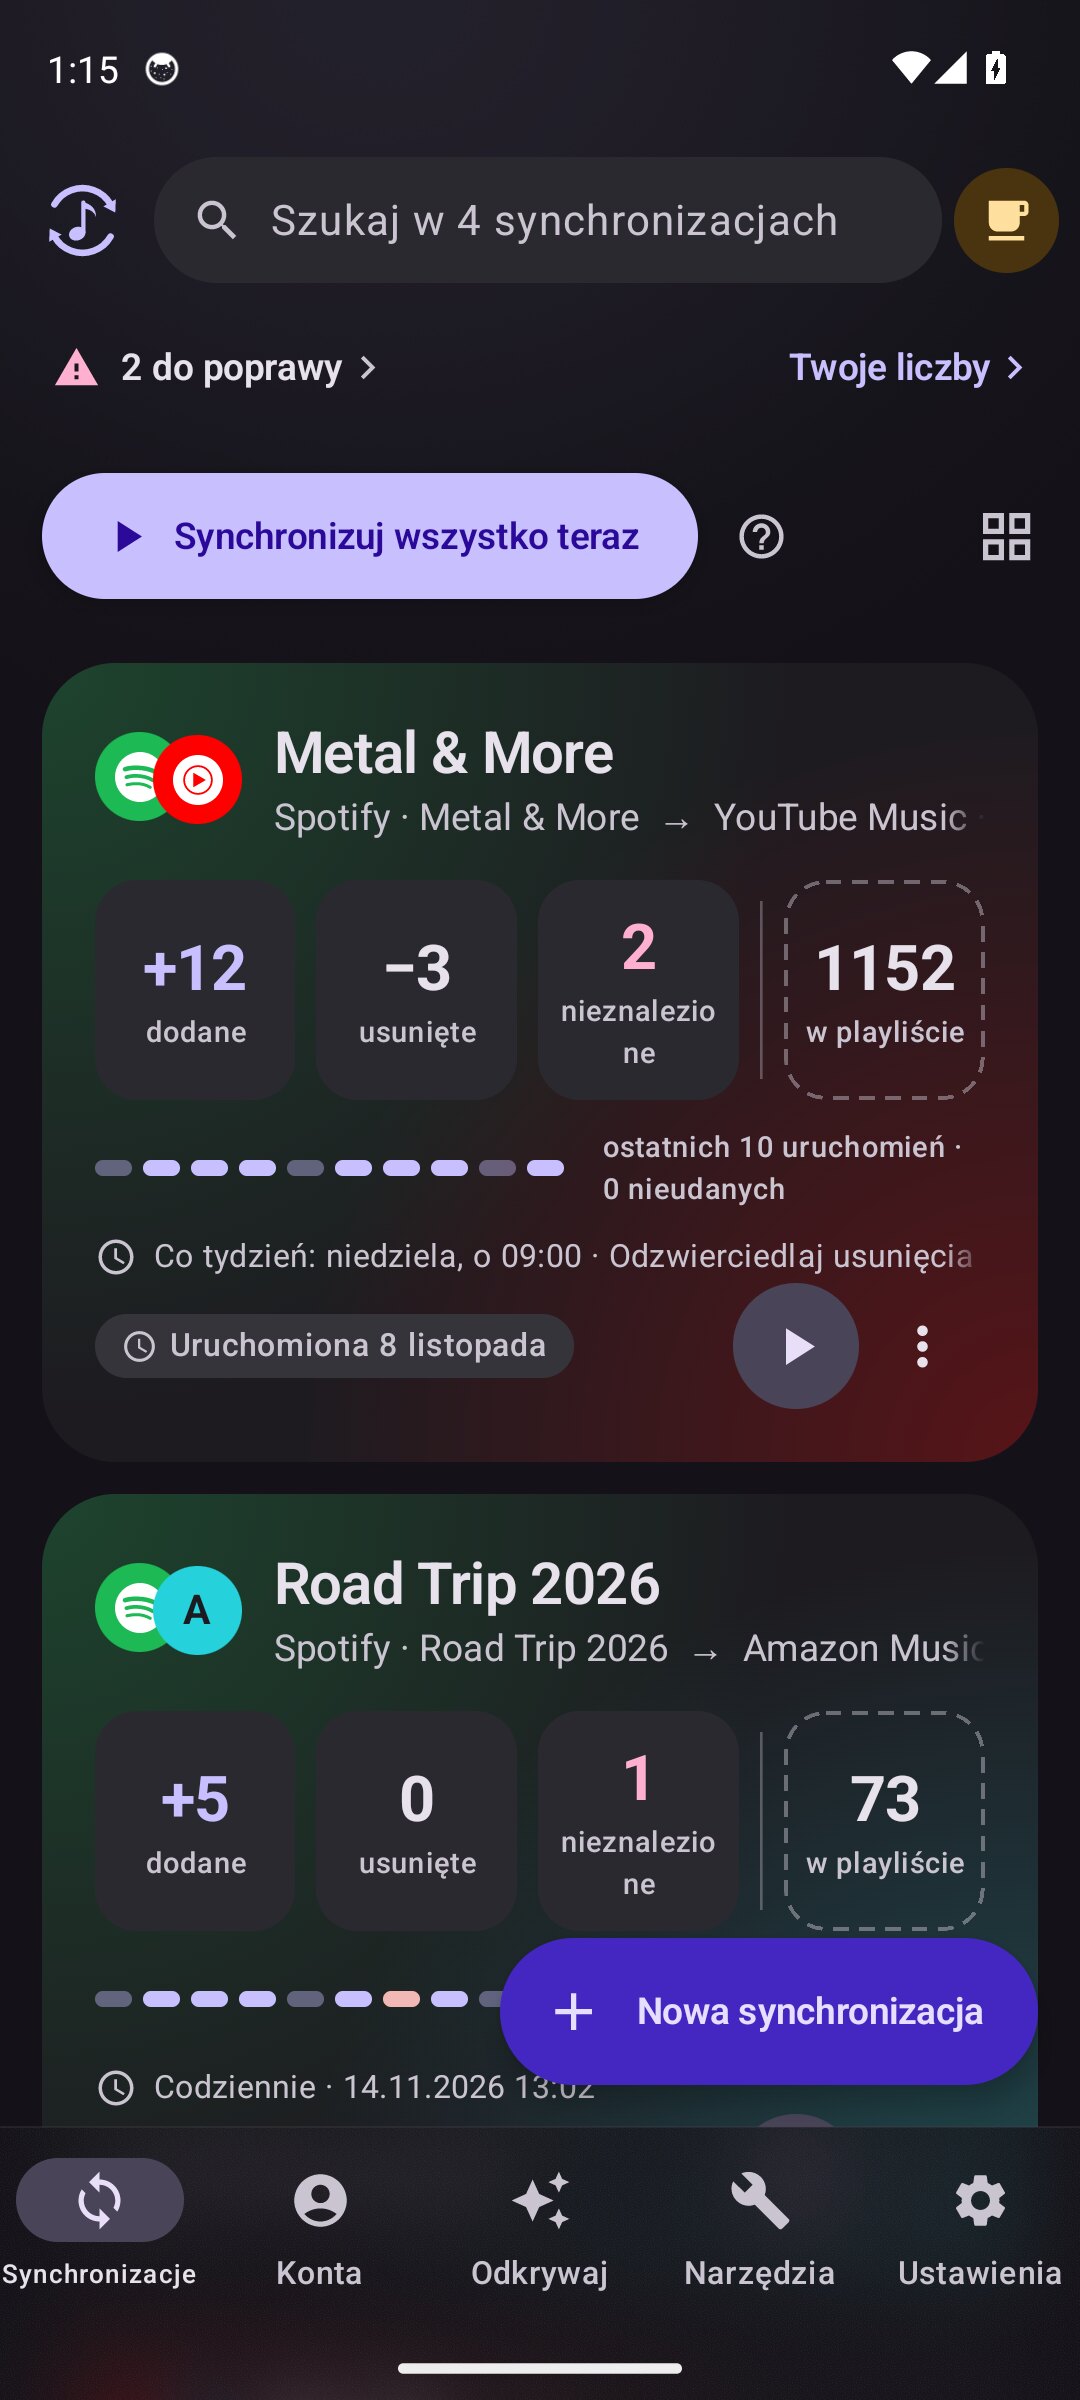 1:15
Szukaj w 4 synchronizacjach
2 do poprawy
Twoje liczby
Synchronizuj wszystko teraz
Metal & More
Spotify · Metal & More → YouTube Music
+12
dodane
−3
usunięte
2
nieznalezio
ne
1152
w playliście
ostatnich 10 uruchomień ·
0 nieudanych
Co tydzień: niedziela, o 09:00 · Odzwierciedlaj usunięcia
Uruchomiona 8 listopada
A
Road Trip 2026
Spotify · Road Trip 2026 → Amazon Music
+5
dodane
0
usunięte
1
nieznalezio
ne
73
w playliście
Nowa synchronizacja
Codziennie · 14.11.2026 13:02
Synchronizacje
Konta
Odkrywaj
Narzędzia
Ustawienia